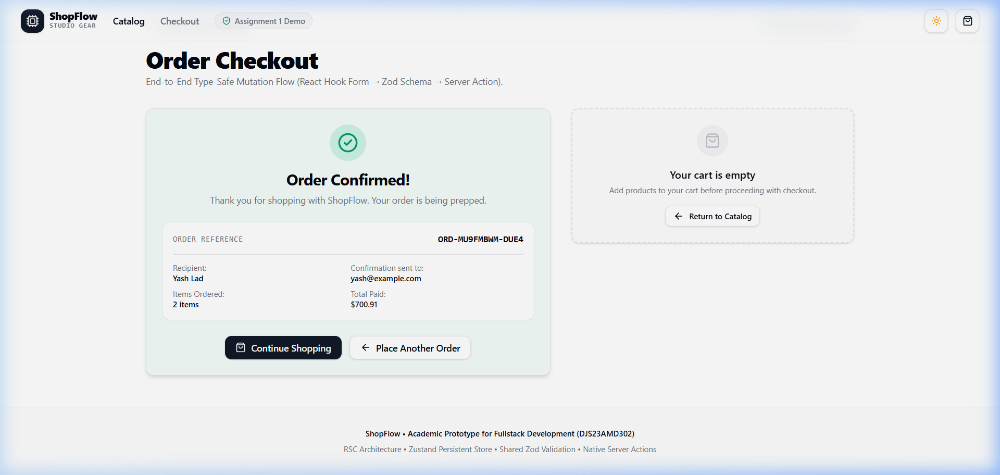 ShopFlow
STUDIO GEAR
Catalog
Checkout
Assignment 1 Demo
Order Checkout
End-to-End Type-Safe Mutation Flow (React Hook Form → Zod Schema → Server Action).
Order Confirmed!
Thank you for shopping with ShopFlow. Your order is being prepped.
ORDER REFERENCE
ORD-MU9FMBWM-DUE4
Recipient:
Yash Lad
Confirmation sent to:
yash@example.com
Items Ordered:
2 items
Total Paid:
$700.91
Continue Shopping
← Place Another Order
Your cart is empty
Add products to your cart before proceeding with checkout.
← Return to Catalog
ShopFlow • Academic Prototype for Fullstack Development (DJS23AMD302)
RSC Architecture • Zustand Persistent Store • Shared Zod Validation • Native Server Actions